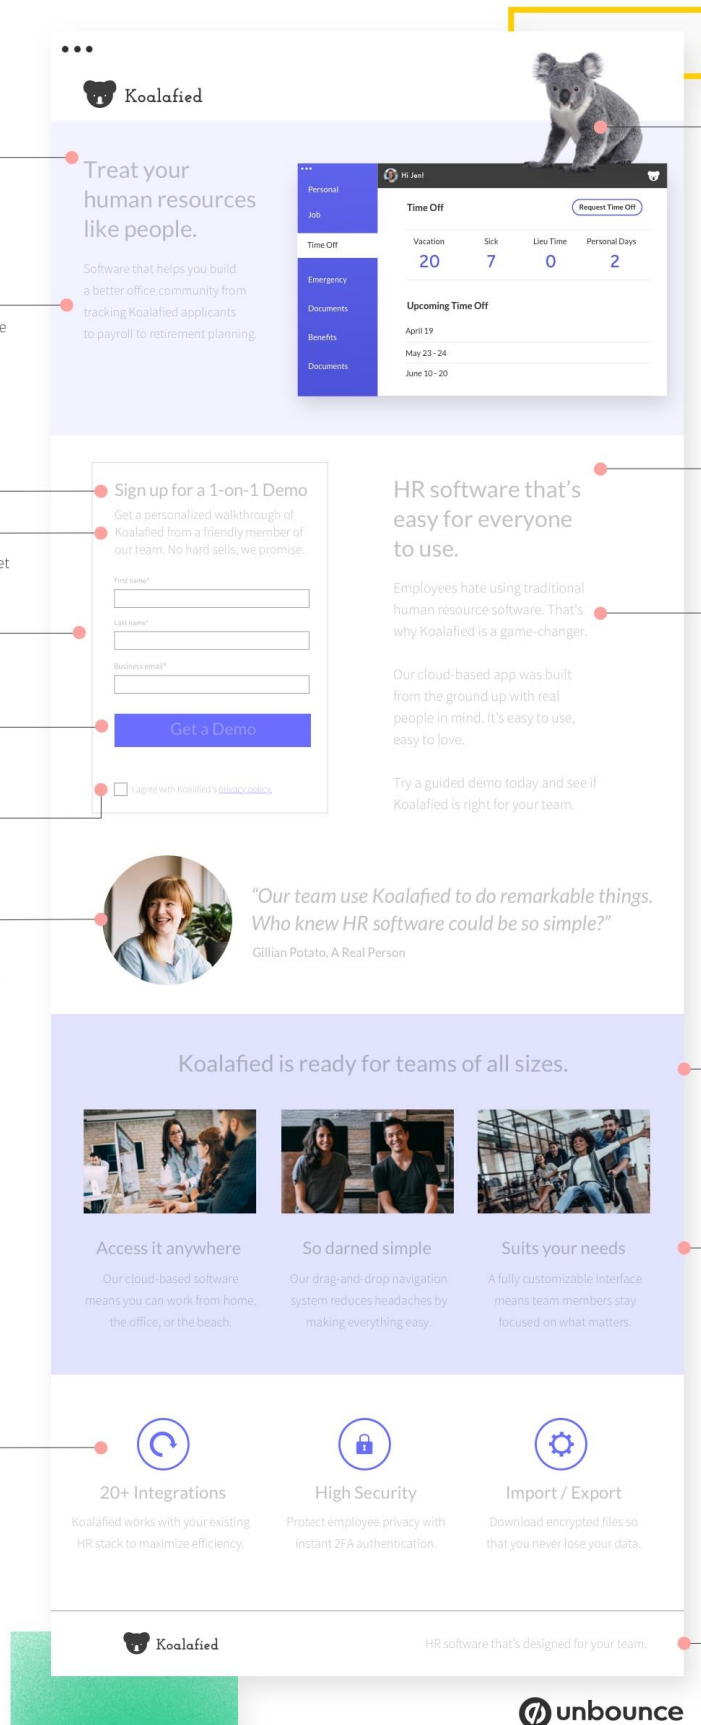 Koalafied
Treat your
human resources
like people.
Software that helps you build
a better office community from
tracking Koalafied applicants
to payroll to retirement planning.
Hi Jen!
Personal
Job
Time Off
Emergency
Documents
Benefits
Documents
Time Off
Request Time Off
Vacation Sick Lieu Time Personal Days
20 7 0 2
Upcoming Time Off
April 19
May 23 - 24
June 10 - 20
e
et
Sign up for a 1-on-1 Demo
Get a personalized walkthrough of
Koalafied from a friendly member of
our team. No hard sells, we promise.
First name*
Last name*
Business email*
Get a Demo
I agree with Koalified's privacy policy.
HR software that's
easy for everyone
to use.
Employees hate using traditional
human resource software. That's
why Koalafied is a game-changer.
Our cloud-based app was built
from the ground up with real
people in mind. It's easy to use,
easy to love.
Try a guided demo today and see if
Koalafied is right for your team.
"Our team use Koalafied to do remarkable things.
Who knew HR software could be so simple?"
Gillian Potato, A Real Person
Koalafied is ready for teams of all sizes.
Access it anywhere
Our cloud-based software
means you can work from home,
the office, or the beach.
So darned simple
Our drag-and-drop navigation
system reduces headaches by
making everything easy.
Suits your needs
A fully customizable interface
means team members stay
focused on what matters.
20+ Integrations
Koalafied works with your existing
HR stack to maximize efficiency.
High Security
Protect employee privacy with
instant 2FA authentication.
Import / Export
Download encrypted files so
that you never lose your data.
Koalafied
HR software that's designed for your team.
unbounce